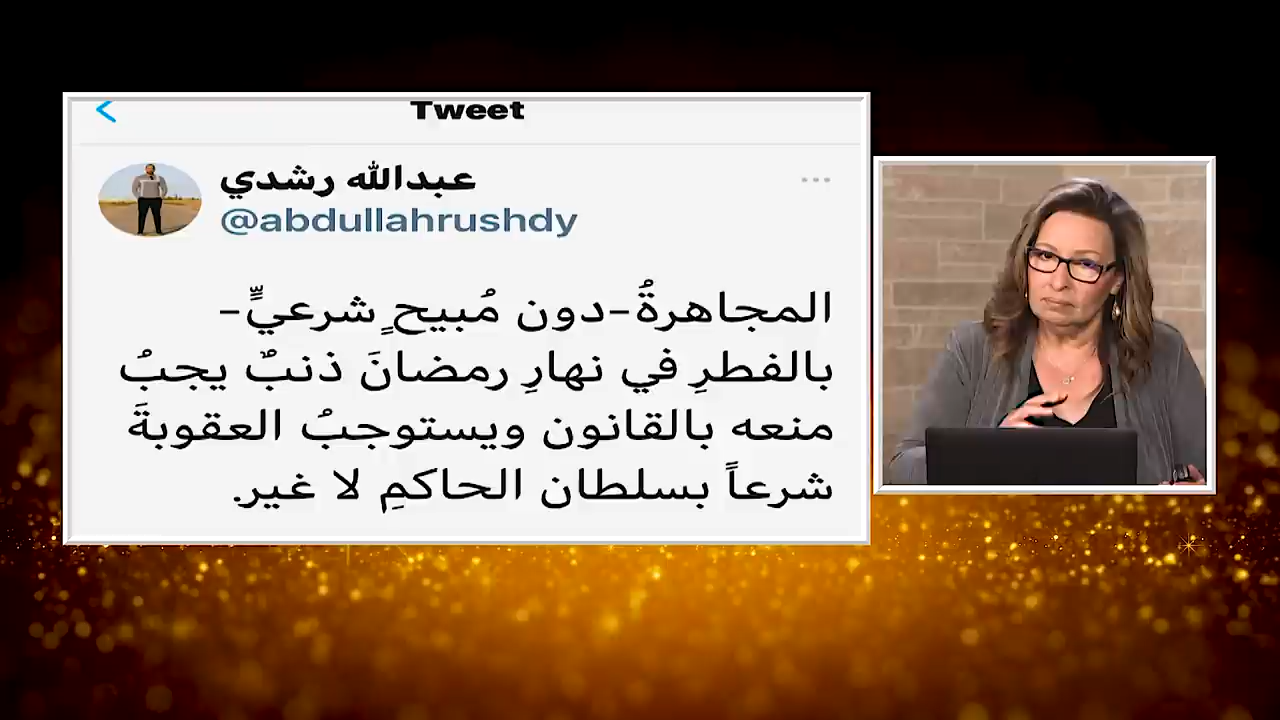 Tweet
عبدالله رشدي
@abdullahrushdy
المجاهرةُ-دون مُبيحٍ شرعيٍّ-
بالفطرِ في نهارِ رمضانَ ذنبٌ يجبُ
منعه بالقانون ويستوجبُ العقوبةَ
شرعاً بسلطان الحاكمِ لا غير.